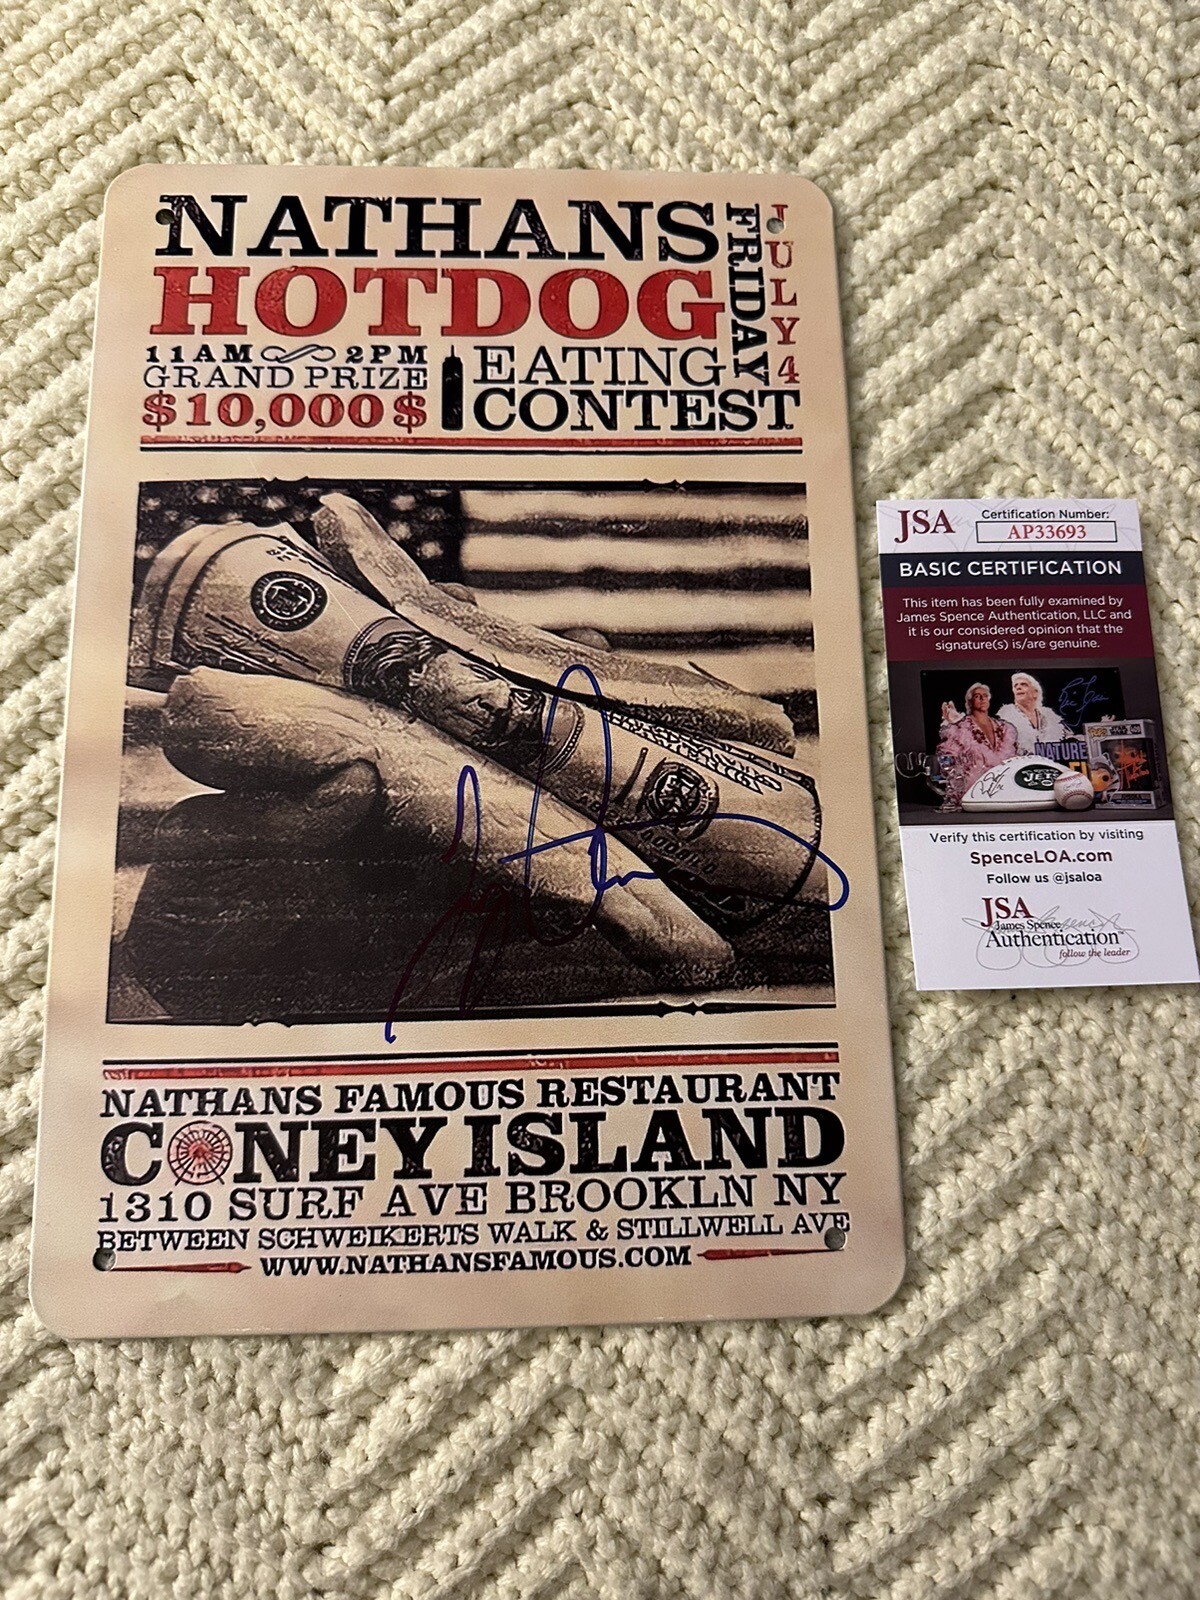 NATHANS
HOTDOG
FRIDAY
JULY 4
11AM 2PM
GRAND PRIZE
$10,000$
EATING
CONTEST
NATHANS FAMOUS RESTAURANT
CONEY ISLAND
1310 SURF AVE BROOKLN NY
BETWEEN SCHWEIKERTS WALK & STILLWELL AVE
WWW.NATHANSFAMOUS.COM
JSA
Certification Number:
AP33693
BASIC CERTIFICATION
This item has been fully examined by
James Spence Authentication, LLC and
it is our considered opinion that the
signature(s) is/are genuine.
NATURE
JETS
Verify this certification by visiting
SpenceLOA.com
Follow us @jsaloa
JSA
James Spence
Authentication™
follow the leader